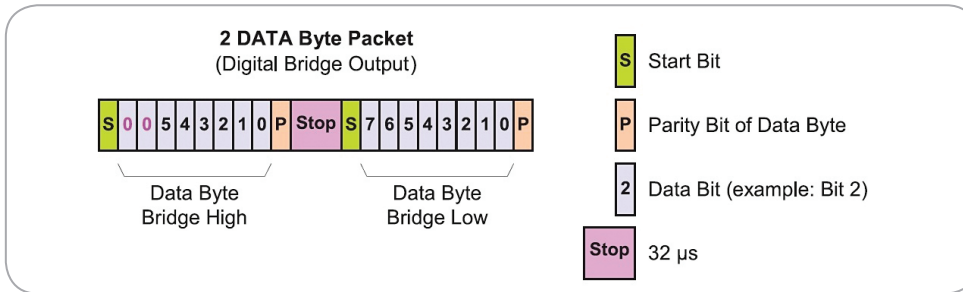 2 DATA Byte Packet
(Digital Bridge Output)
S 0 0 5 4 3 2 1 0 P Stop S 7 6 5 4 3 2 1 0 P
Data Byte
Bridge High
Data Byte
Bridge Low
S Start Bit
P Parity Bit of Data Byte
2 Data Bit (example: Bit 2)
Stop 32 µs